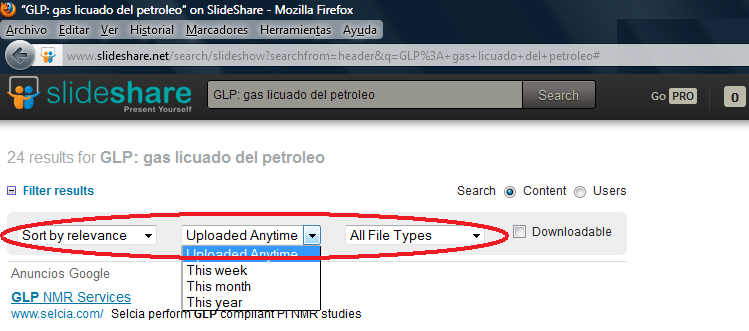 "GLP: gas licuado del petroleo" on SlideShare - Mozilla Firefox
Archivo Editar Ver Historial Marcadores Herramientas Ayuda
www.slideshare.net/search/slideshow?searchfrom=header&q=GLP%3A+gas+licuado+del+petroleo#
slideshare
Present Yourself
GLP: gas licuado del petroleo
Search
Go PRO
0
24 results for GLP: gas licuado del petroleo
Filter results
Search Content Users
Sort by relevance Uploaded Anytime All File Types Downloadable
Uploaded Anytime
This week
This month
This year
Anuncios Google
GLP NMR Services
www.selcia.com/ Selcia perform GLP compliant PI NMR studies